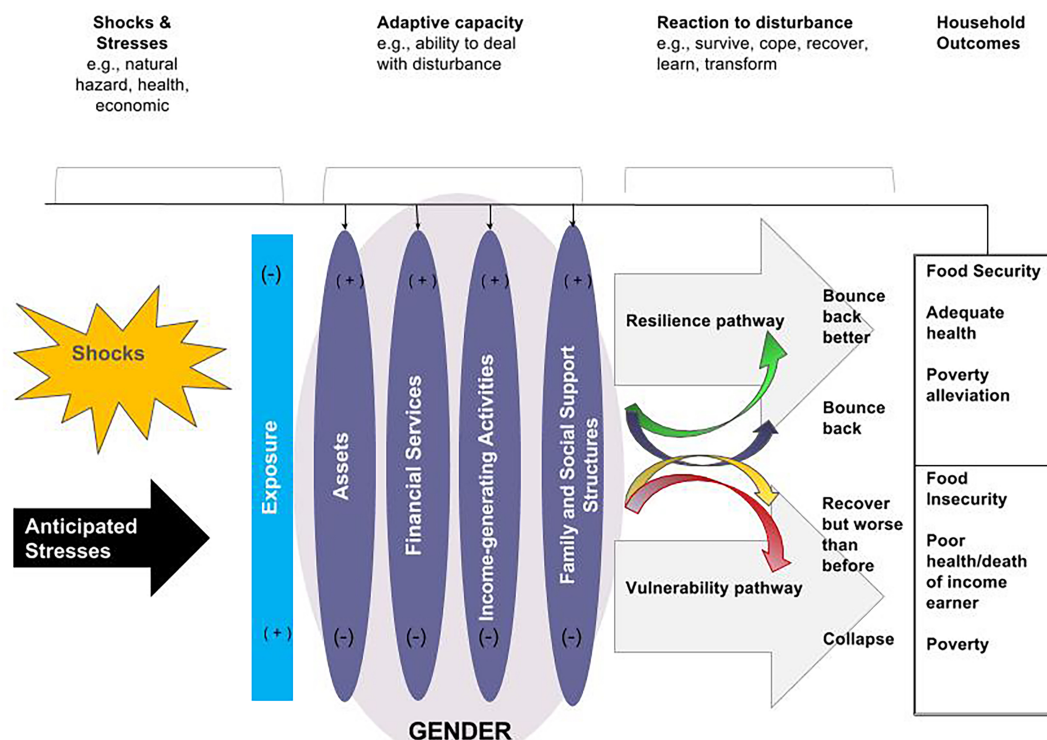 Shocks &
Stresses
e.g., natural
hazard, health,
economic
Adaptive capacity
e.g., ability to deal
with disturbance
Reaction to disturbance
e.g., survive, cope, recover,
learn, transform
Household
Outcomes
Shocks
Anticipated
Stresses
(-)
Exposure
(+)
(+)
Assets
(-)
(+)
Financial Services
(-)
(+)
Income-generating Activities
(-)
(+)
Family and Social Support
Structures
(-)
GENDER
Resilience pathway
Bounce
back
better
Bounce
back
Recover
but worse
than
before
Vulnerability pathway
Collapse
Food Security
Adequate
health
Poverty
alleviation
Food
Insecurity
Poor
health/death
of income
earner
Poverty